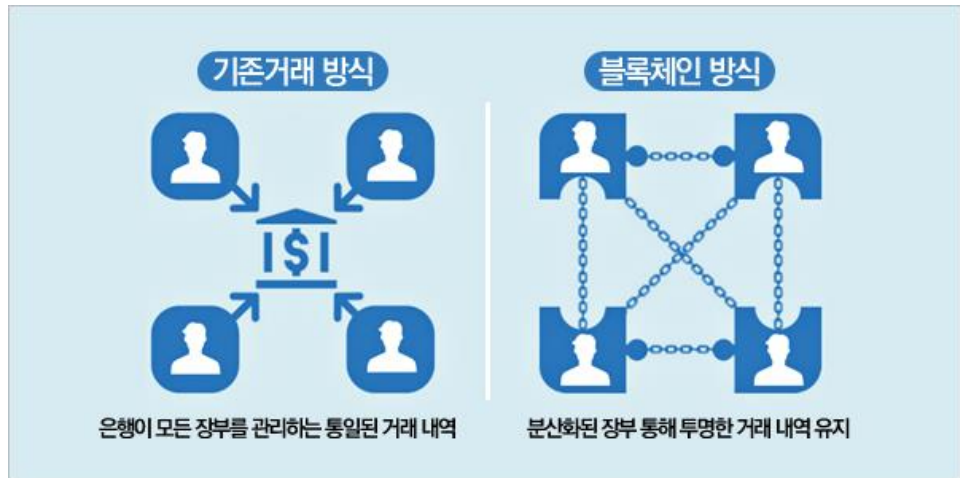 기존거래 방식
블록체인 방식
$
은행이 모든 장부를 관리하는 통일된 거래 내역
분산화된 장부 통해 투명한 거래 내역 유지